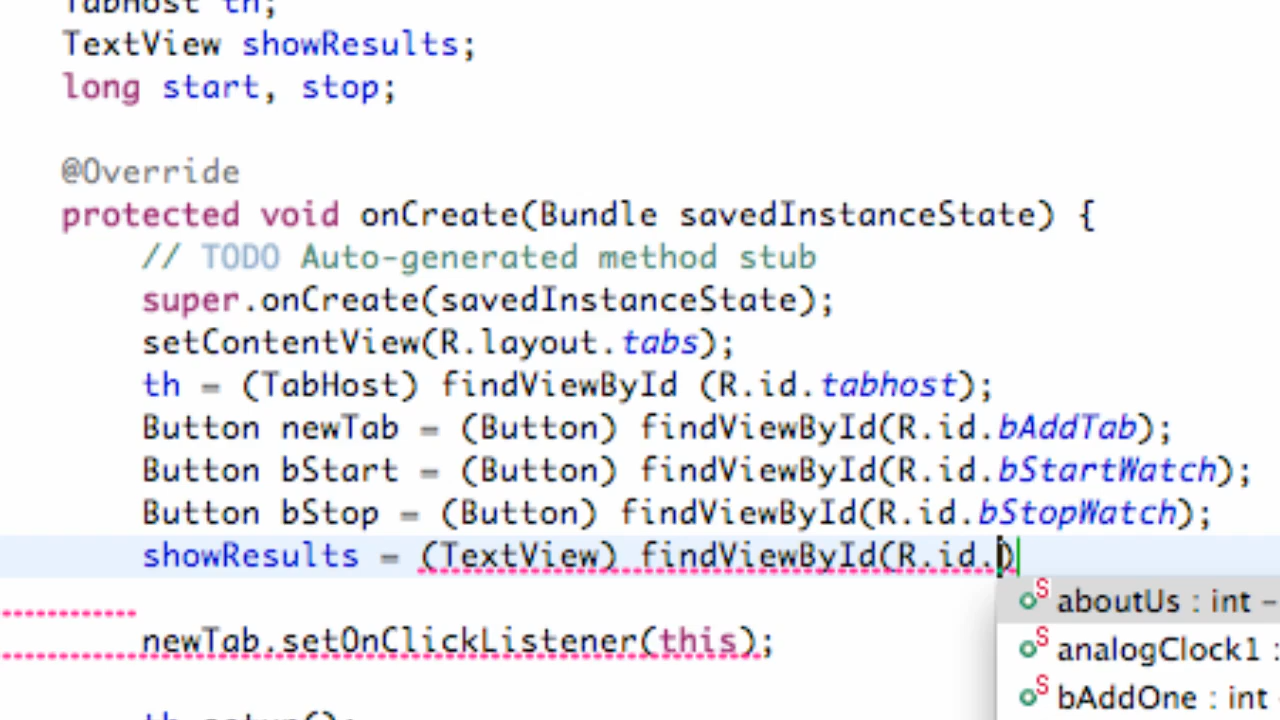 TabHost th;
TextView showResults;
long start, stop;
@Override
protected void onCreate(Bundle savedInstanceState) {
// TODO Auto-generated method stub
super.onCreate(savedInstanceState);
setContentView(R.layout.tabs);
th = (TabHost) findViewById (R.id.tabhost);
Button newTab = (Button) findViewById(R.id.bAddTab);
Button bStart = (Button) findViewById(R.id.bStartWatch);
Button bStop = (Button) findViewById(R.id.bStopWatch);
showResults = (TextView) findViewById(R.id.)
aboutUs : int –
newTab.setOnClickListener(this);
analogClock1 :
bAddOne : int -
th.setup();